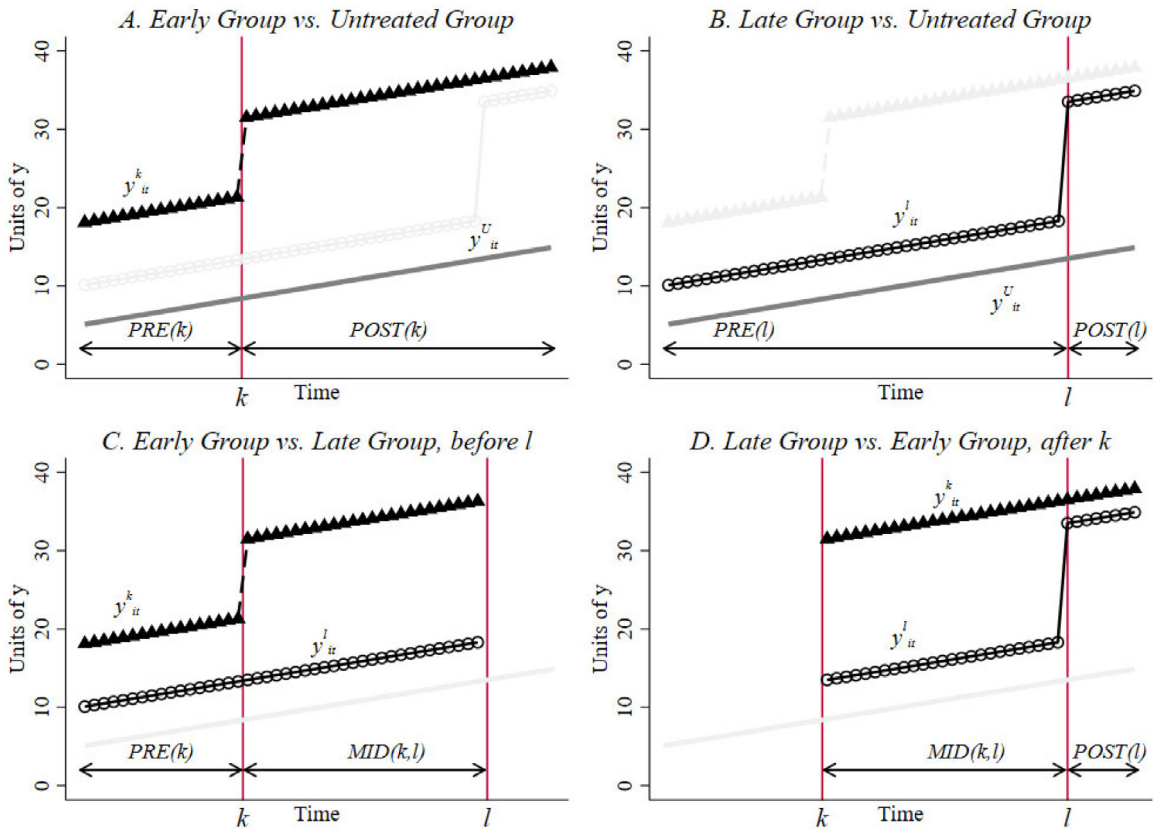 A. Early Group vs. Untreated Group
40
30
20
10
0
Units of y
y^k_it
y^U_it
PRE(k)
POST(k)
k
Time
B. Late Group vs. Untreated Group
40
30
20
10
0
Units of y
y^l_it
y^U_it
PRE(l)
POST(l)
Time
l
C. Early Group vs. Late Group, before l
40
30
20
10
0
Units of y
y^k_it
y^l_it
PRE(k)
MID(k,l)
k
Time
l
D. Late Group vs. Early Group, after k
40
30
20
10
0
Units of y
y^k_it
y^l_it
MID(k,l)
POST(l)
k
Time
l